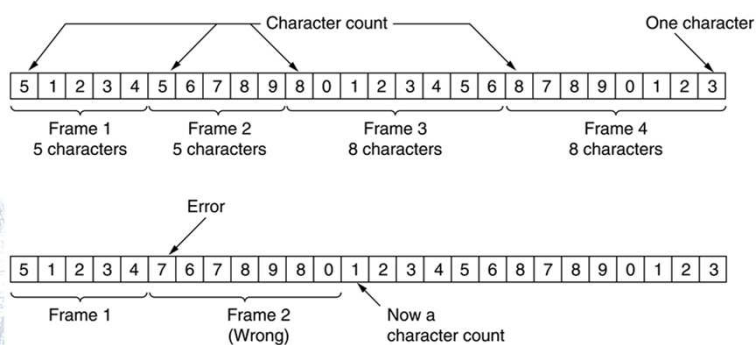 Character count
One character
5 1 2 3 4 5 6 7 8 9 8 0 1 2 3 4 5 6 8 7 8 9 0 1 2 3
Frame 1 Frame 2 Frame 3 Frame 4
5 characters 5 characters 8 characters 8 characters
Error
5 1 2 3 4 7 6 7 8 9 8 0 1 2 3 4 5 6 8 7 8 9 0 1 2 3
Frame 1 Frame 2 Now a
(Wrong) character count